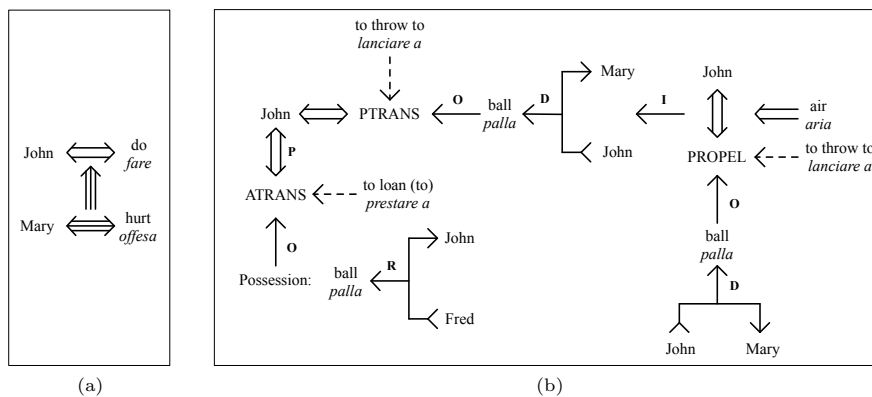 John
do
fare
Mary
hurt
offesa
(a)
to throw to
lanciare a
John
PTRANS
O
ball
palla
D
Mary
John
I
John
air
aria
PROPEL
to throw to
lanciare a
P
ATRANS
to loan (to)
prestare a
O
Possession:
ball
palla
R
John
Fred
O
ball
palla
D
John
Mary
(b)